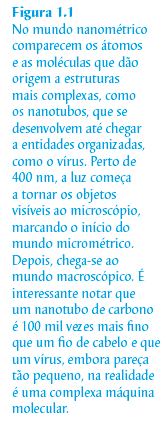 Figura 1.1
No mundo nanométrico
comparecem os átomos
e as moléculas que dão
origem a estruturas
mais complexas, como
os nanotubos, que se
desenvolvem até chegar
a entidades organizadas,
como o vírus. Perto de
400 nm, a luz começa
a tornar os objetos
visíveis ao microscópio,
marcando o início do
mundo micrométrico.
Depois, chega-se ao
mundo macroscópico. É
interessante notar que
um nanotubo de carbono
é 100 mil vezes mais fino
que um fio de cabelo e que
um vírus, embora pareça
tão pequeno, na realidade
é uma complexa máquina
molecular.